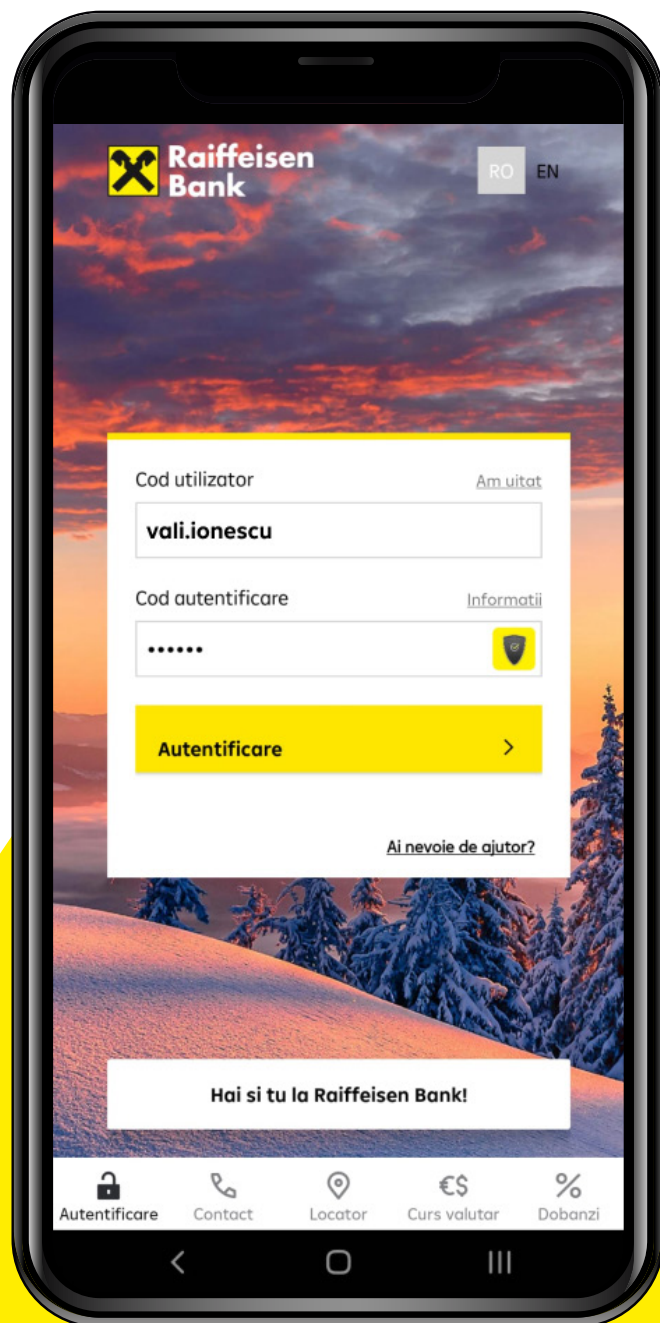 Raiffeisen
Bank
RO EN
Cod utilizator Am uitat
vali.ionescu
Cod autentificare Informatii
••••••
Autentificare
Ai nevoie de ajutor?
Hai si tu la Raiffeisen Bank!
€$ %
Autentificare Contact Locator Curs valutar Dobanzi